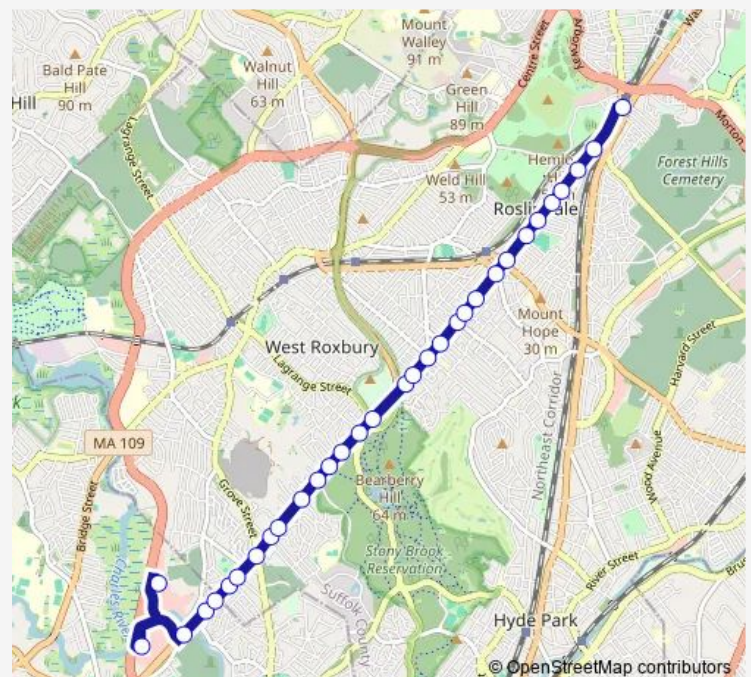 Mount
Walley
91 m
Bald Pate
Hill
90 m
Walnut
Hill
63 m
Centre Street
Arborway
Hill
Lagrange Street
Green
Hill
89 m
Morton
Weld Hill
53 m
Forest Hills
Cemetery
Roslindale
Mount
Hope
30 m
West Roxbury
Lagrange Street
Harvard Street
MA 109
Northeast Corridor
Wood Avenue
Bridge Street
Grove Street
Bearberry
Hill
64 m
Stony Brook
Reservation
River Street
Charles River
Suffolk
County
Hyde Park
© OpenStreetMap contributors